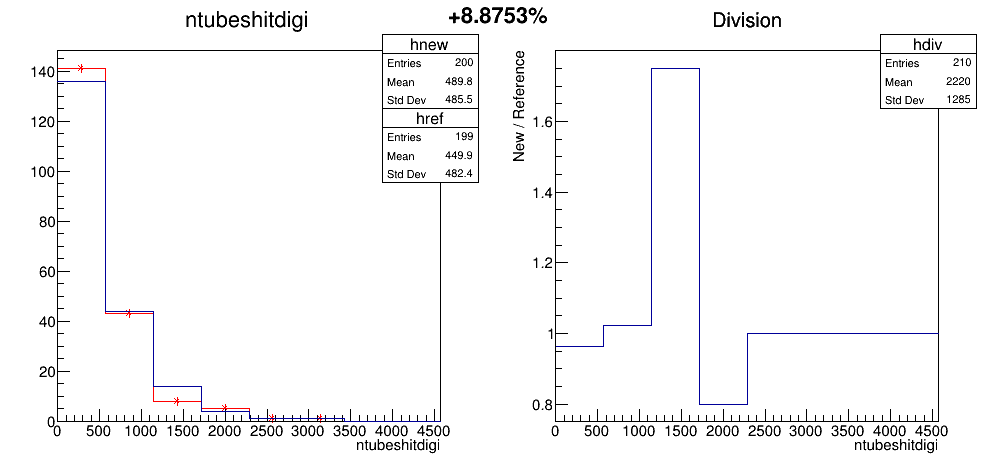 +8.8753%
ntubeshitdigi
hnew
Entries 200
Mean 489.8
Std Dev 485.5
href
Entries 199
Mean 449.9
Std Dev 482.4
140
120
100
80
60
40
20
0
0 500 1000 1500 2000 2500 3000 3500 4000 4500
ntubeshitdigi
Division
hdiv
Entries 210
Mean 2220
Std Dev 1285
New / Reference
1.6
1.4
1.2
1
0.8
0 500 1000 1500 2000 2500 3000 3500 4000 4500
ntubeshitdigi